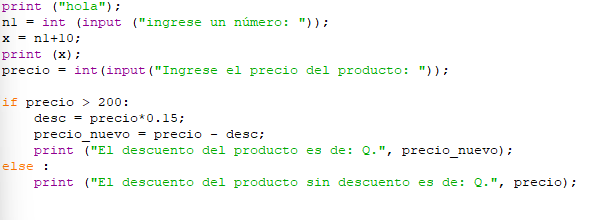 print ("hola");
n1 = int (input ("ingrese un número: "));
x = n1+10;
print (x);
precio = int(input("Ingrese el precio del producto: "));
if precio > 200:
desc = precio*0.15;
precio_nuevo = precio - desc;
print ("El descuento del producto es de: Q.", precio_nuevo);
else :
print ("El descuento del producto sin descuento es de: Q.", precio);